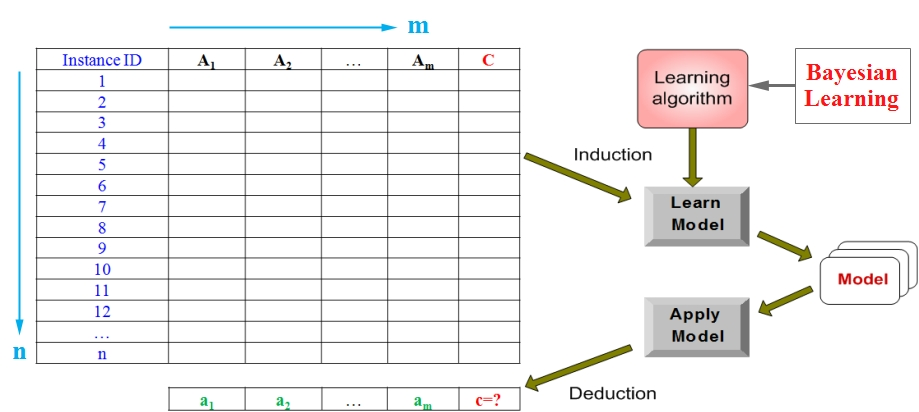 m
Instance ID A₁ A₂ … Aₘ C
1
2
3
4
5
6
7
8
9
10
11
12
…
n
n
a₁ a₂ … aₘ c=?
Learning
algorithm
Bayesian
Learning
Induction
Learn
Model
Model
Apply
Model
Deduction